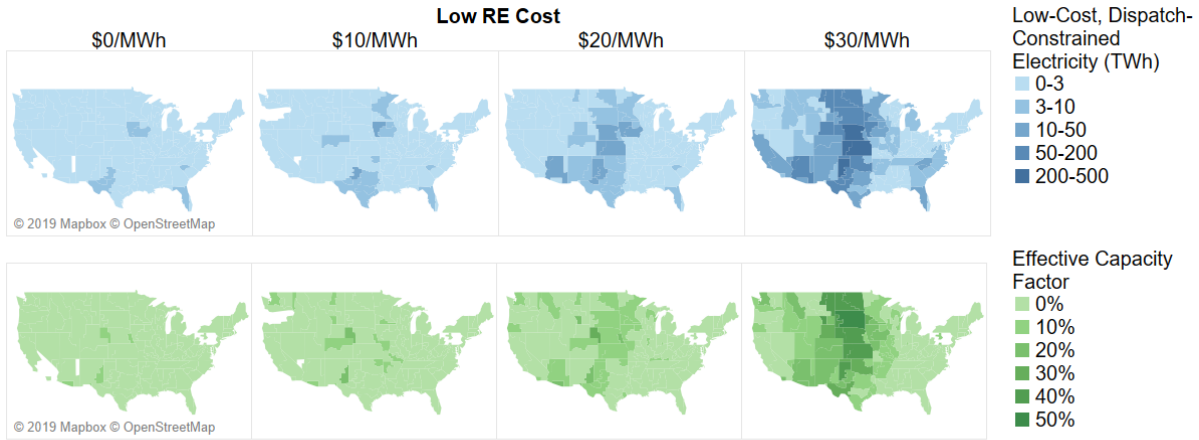 Low RE Cost
$0/MWh
$10/MWh
$20/MWh
$30/MWh
Low-Cost, Dispatch-
Constrained
Electricity (TWh)
0-3
3-10
10-50
50-200
200-500
© 2019 Mapbox © OpenStreetMap
Effective Capacity
Factor
0%
10%
20%
30%
40%
50%
© 2019 Mapbox © OpenStreetMap